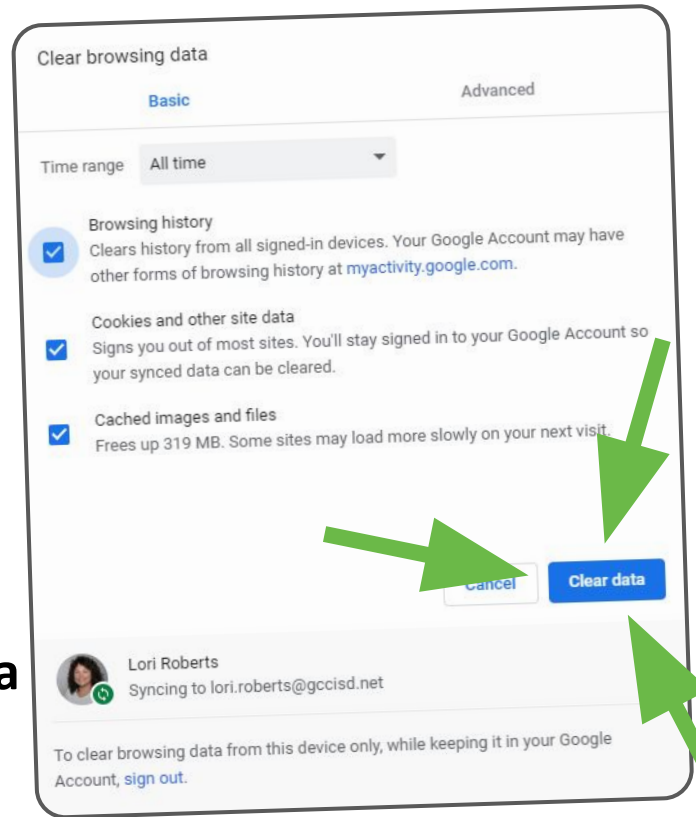 Clear browsing data
Basic
Advanced
Time range
All time
Browsing history
Clears history from all signed-in devices. Your Google Account may have
other forms of browsing history at myactivity.google.com.
Cookies and other site data
Signs you out of most sites. You'll stay signed in to your Google Account so
your synced data can be cleared.
Cached images and files
Frees up 319 MB. Some sites may load more slowly on your next visit.
Cancel
Clear data
a
Lori Roberts
Syncing to lori.roberts@gccisd.net
To clear browsing data from this device only, while keeping it in your Google
Account, sign out.